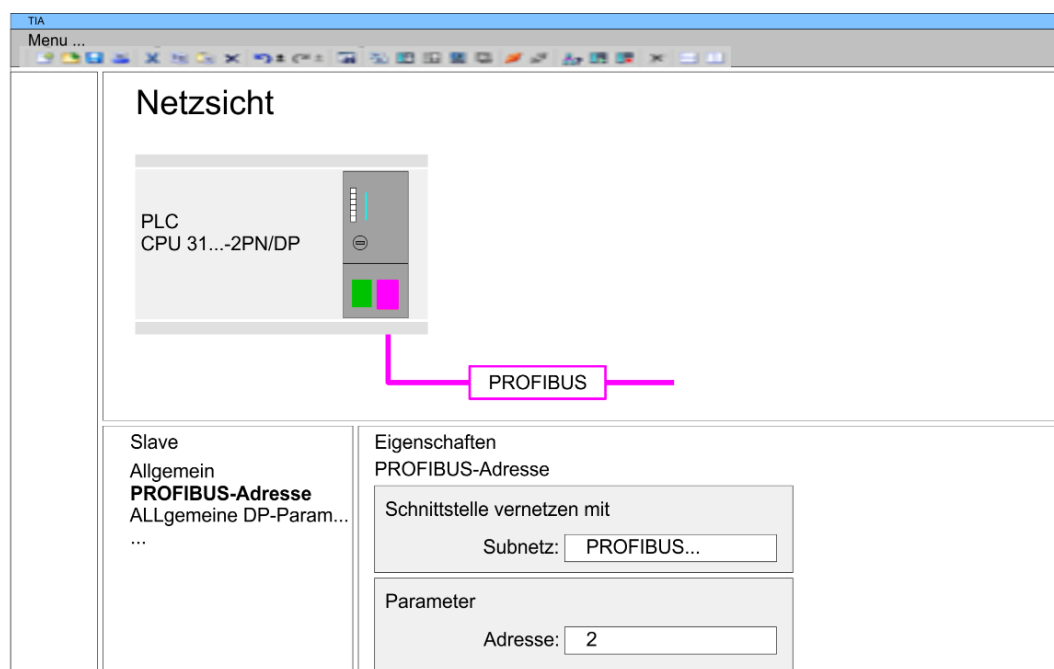 TIA
Menu ...
Netzsicht
PLC
CPU 31...-2PN/DP
PROFIBUS
Slave
Allgemein
PROFIBUS-Adresse
ALLgemeine DP-Param...
...
Eigenschaften
PROFIBUS-Adresse
Schnittstelle vernetzen mit
Subnetz: PROFIBUS...
Parameter
Adresse: 2